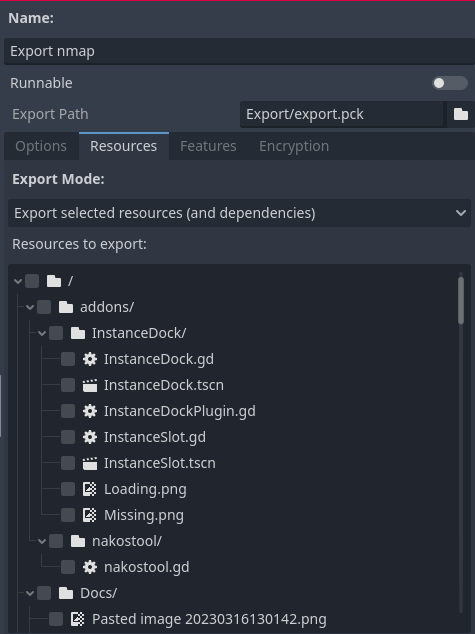 Name:
Export nmap
Runnable
Export Path Export/export.pck
Options Resources Features Encryption
Export Mode:
Export selected resources (and dependencies)
Resources to export:
/
addons/
InstanceDock/
InstanceDock.gd
InstanceDock.tscn
InstanceDockPlugin.gd
InstanceSlot.gd
InstanceSlot.tscn
Loading.png
Missing.png
nakostool/
nakostool.gd
Docs/
Pasted image 20230316130142.png